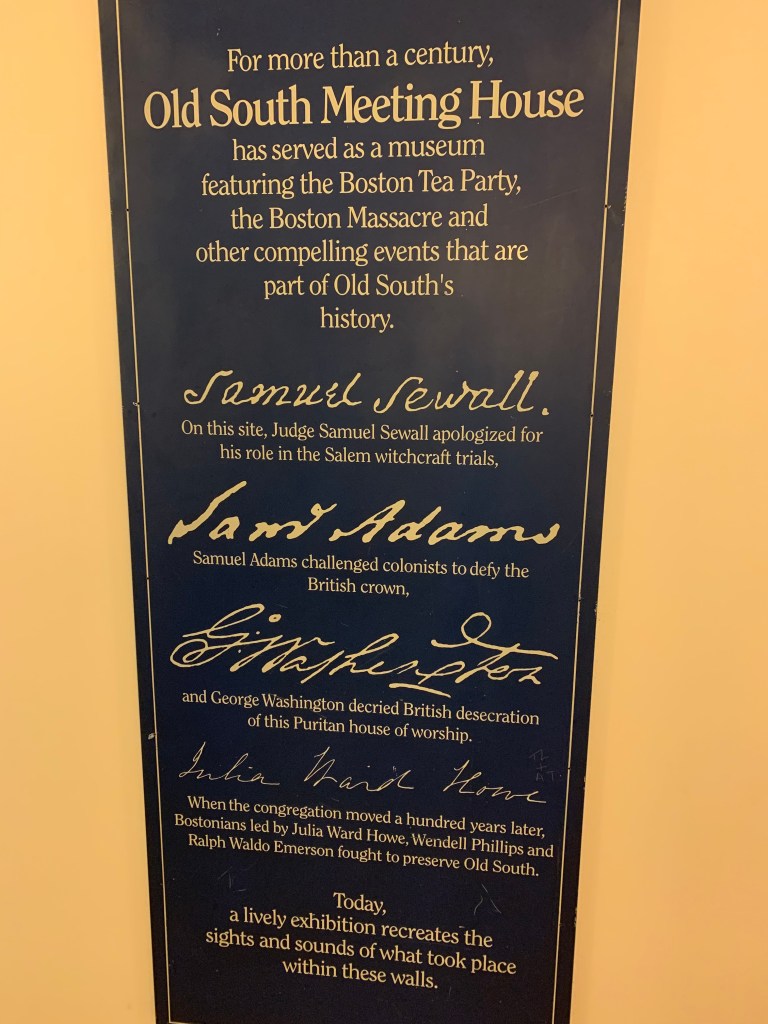 For more than a century,
Old South Meeting House
has served as a museum
featuring the Boston Tea Party,
the Boston Massacre and
other compelling events that are
part of Old South's
history.
Samuel Sewall.
On this site, Judge Samuel Sewall apologized for
his role in the Salem witchcraft trials,
Saml Adams
Samuel Adams challenged colonists to defy the
British crown,
G: Washington
and George Washington decried British desecration
of this Puritan house of worship.
Julia Ward Howe
When the congregation moved a hundred years later,
Bostonians led by Julia Ward Howe, Wendell Phillips and
Ralph Waldo Emerson fought to preserve Old South.
Today,
a lively exhibition recreates the
sights and sounds of what took place
within these walls.